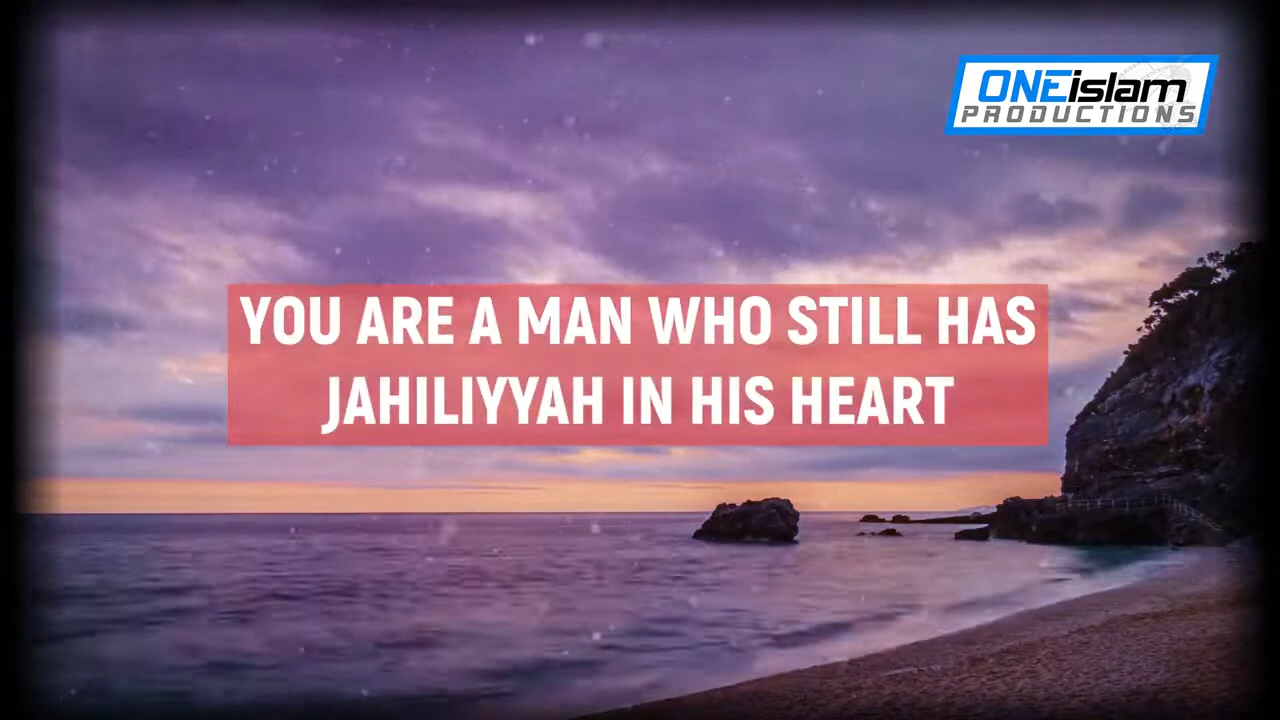 ONEislam
PRODUCTIONS
YOU ARE A MAN WHO STILL HAS
JAHILIYYAH IN HIS HEART